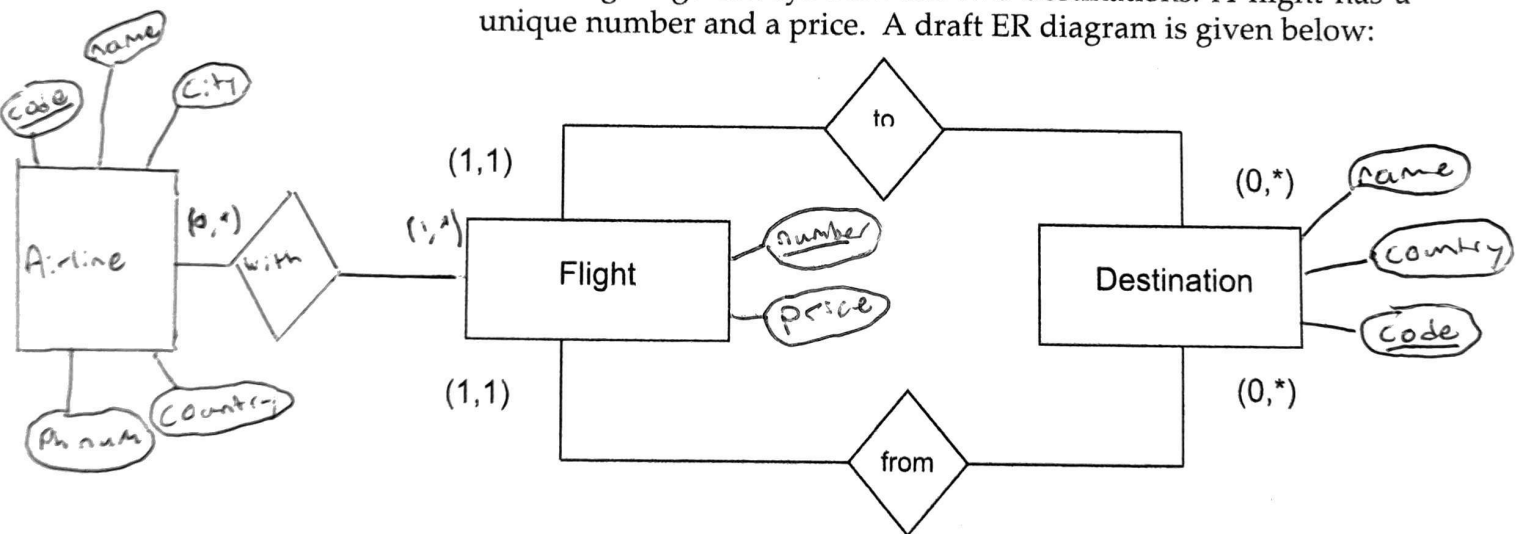 unique number and a price. A draft ER diagram is given below:
name
code
City
to
(1,1)
(0,*)
name
(0,*)
(1,*)
number
country
Airline
with
Flight
Destination
price
code
(1,1)
(0,*)
Country
Ph num
from